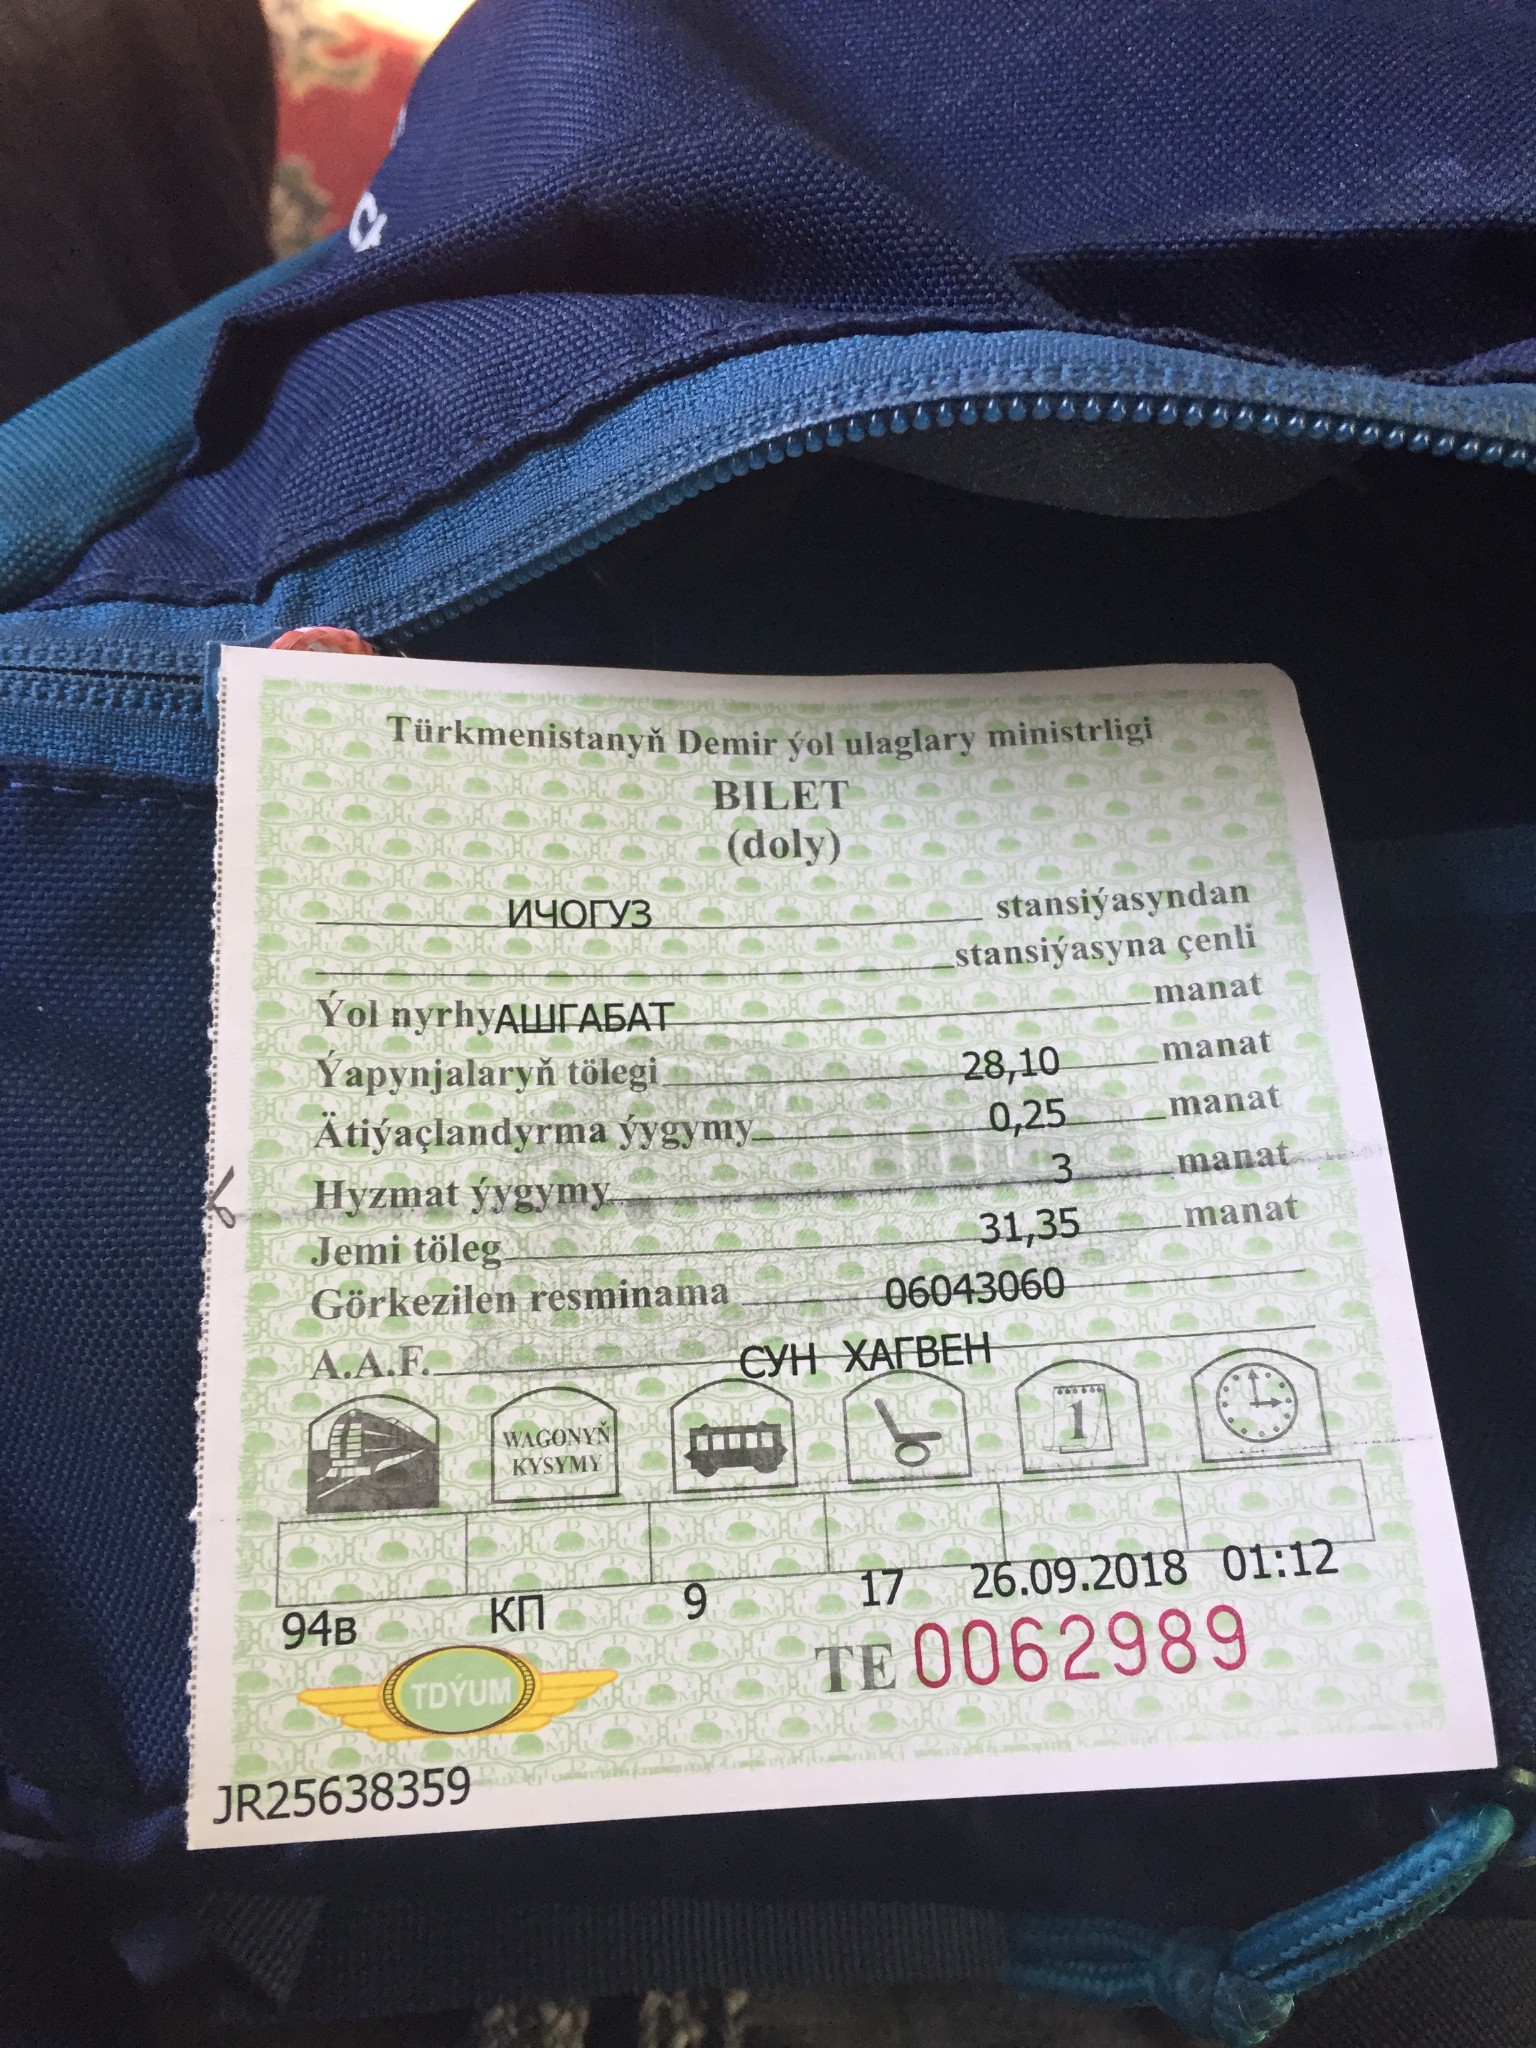 Türkmenistanyň Demir ýol ulaglary ministrligi
BILET
(doly)
ИЧОГУЗ stansiýasyndan
stansiýasyna çenli
Ýol nyrhy АШГАБАТ manat
Ýapynjalaryň tölegi 28,10 manat
Ätiýaçlandyrma ýygymy 0,25 manat
Hyzmat ýygymy 3 manat
Jemi töleg 31,35 manat
Görkezilen resminama 06043060
A.A.F. СУН ХАГВЕН
WAGONYŇ
KYSYMY
1
94в КП 9 17 26.09.2018 01:12
TDÝUM
TE 0062989
JR25638359